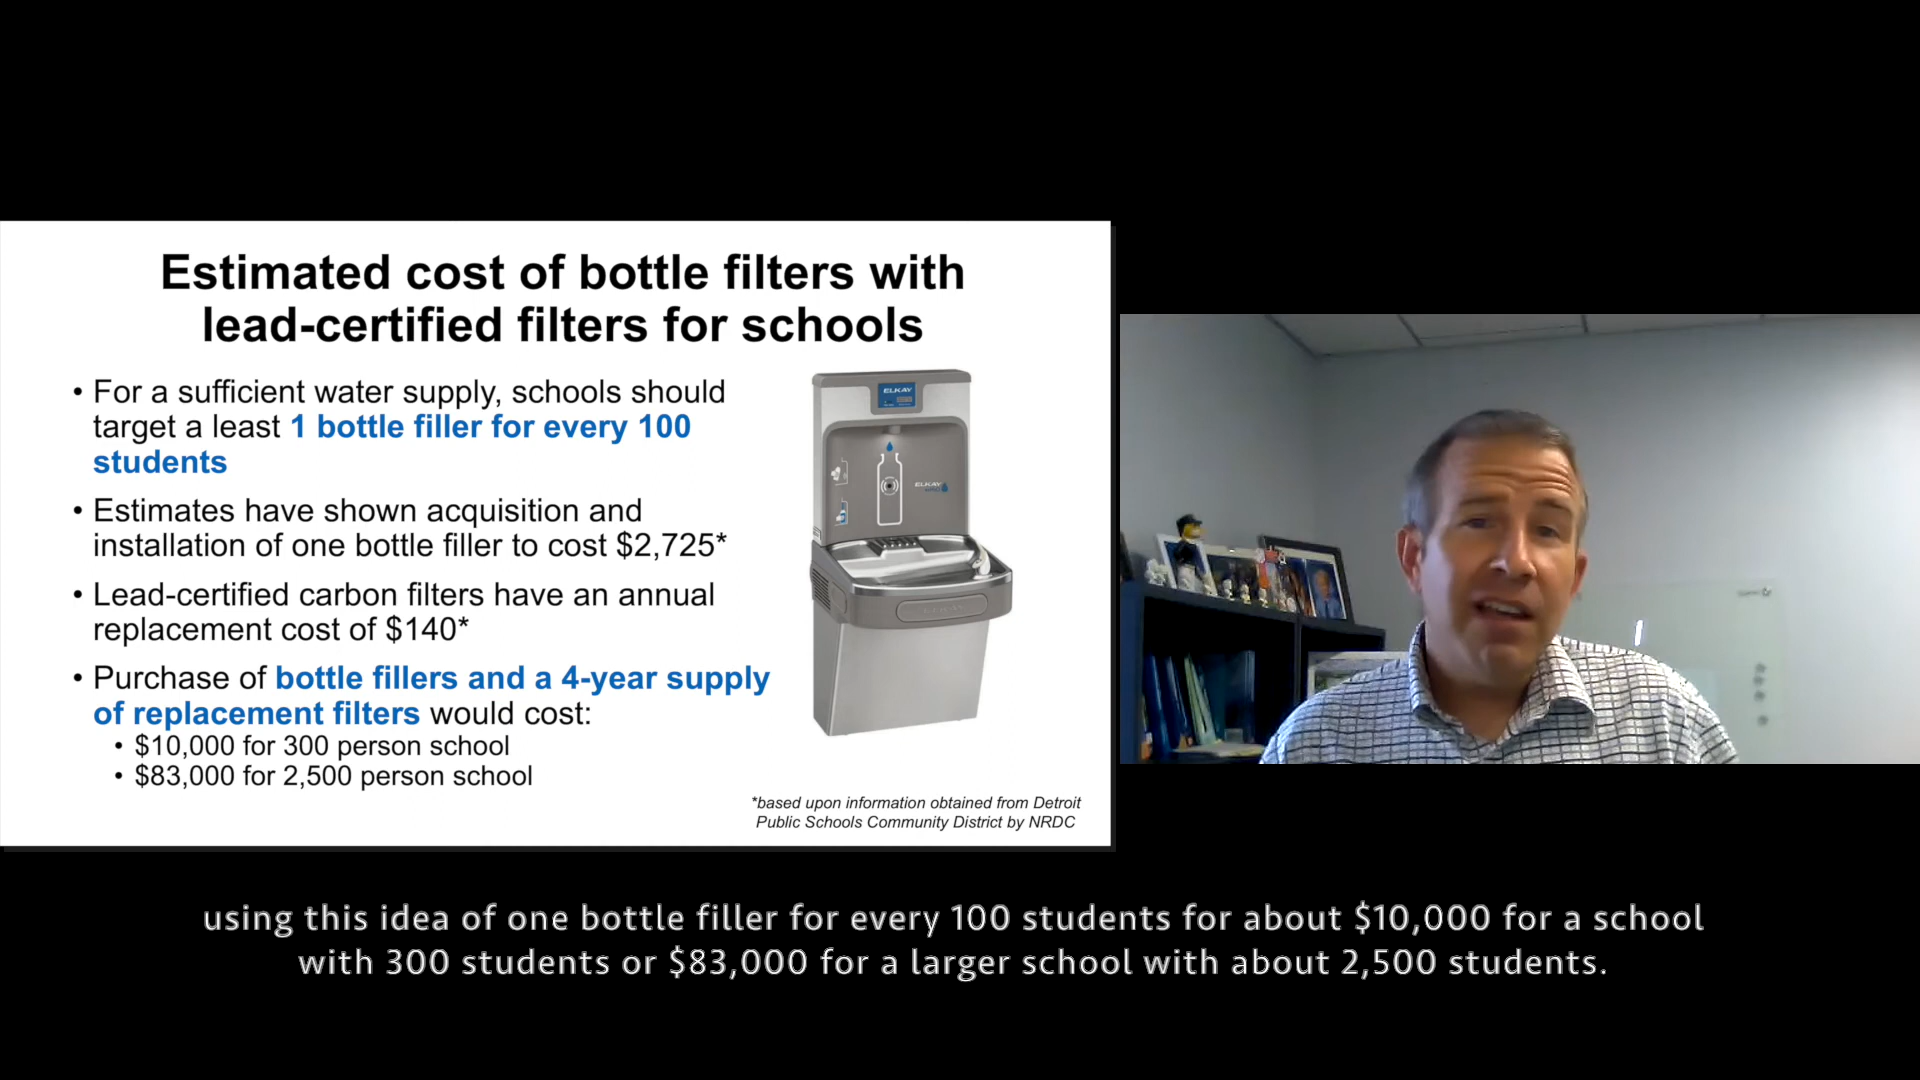 Estimated cost of bottle filters with
lead-certified filters for schools
• For a sufficient water supply, schools should
target a least 1 bottle filler for every 100
students
• Estimates have shown acquisition and
installation of one bottle filler to cost $2,725*
• Lead-certified carbon filters have an annual
replacement cost of $140*
• Purchase of bottle fillers and a 4-year supply
of replacement filters would cost:
• $10,000 for 300 person school
• $83,000 for 2,500 person school
ELKAY
ELKAY
*based upon information obtained from Detroit
Public Schools Community District by NRDC
using this idea of one bottle filler for every 100 students for about $10,000 for a school
with 300 students or $83,000 for a larger school with about 2,500 students.